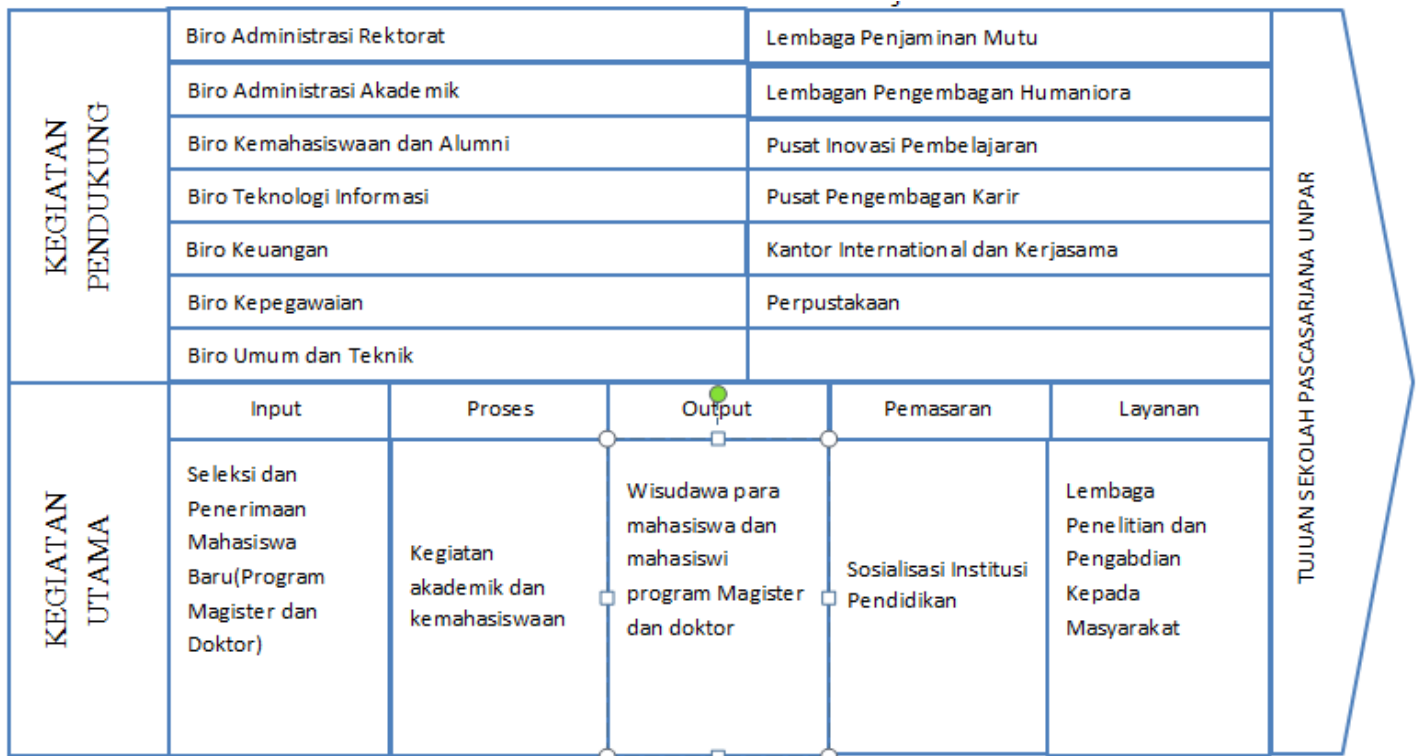 KEGIATAN
PENDUKUNG
Biro Administrasi Rektorat
Lembaga Penjaminan Mutu
Biro Administrasi Akademik
Lembagan Pengembagan Humaniora
Biro Kemahasiswaan dan Alumni
Pusat Inovasi Pembelajaran
Biro Teknologi Informasi
Pusat Pengembagan Karir
Biro Keuangan
Kantor International dan Kerjasama
Biro Kepegawaian
Perpustakaan
Biro Umum dan Teknik
KEGIATAN
UTAMA
Input
Proses
Output
Pemasaran
Layanan
Seleksi dan
Penerimaan
Mahasiswa
Baru(Program
Magister dan
Doktor)
Kegiatan
akademik dan
kemahasiswaan
Wisudawa para
mahasiswa dan
mahasiswi
program Magister
dan doktor
Sosialisasi Institusi
Pendidikan
Lembaga
Penelitian dan
Pengabdian
Kepada
Masyarakat
TUJUAN SEKOLAH PASCASARJANA UNPAR